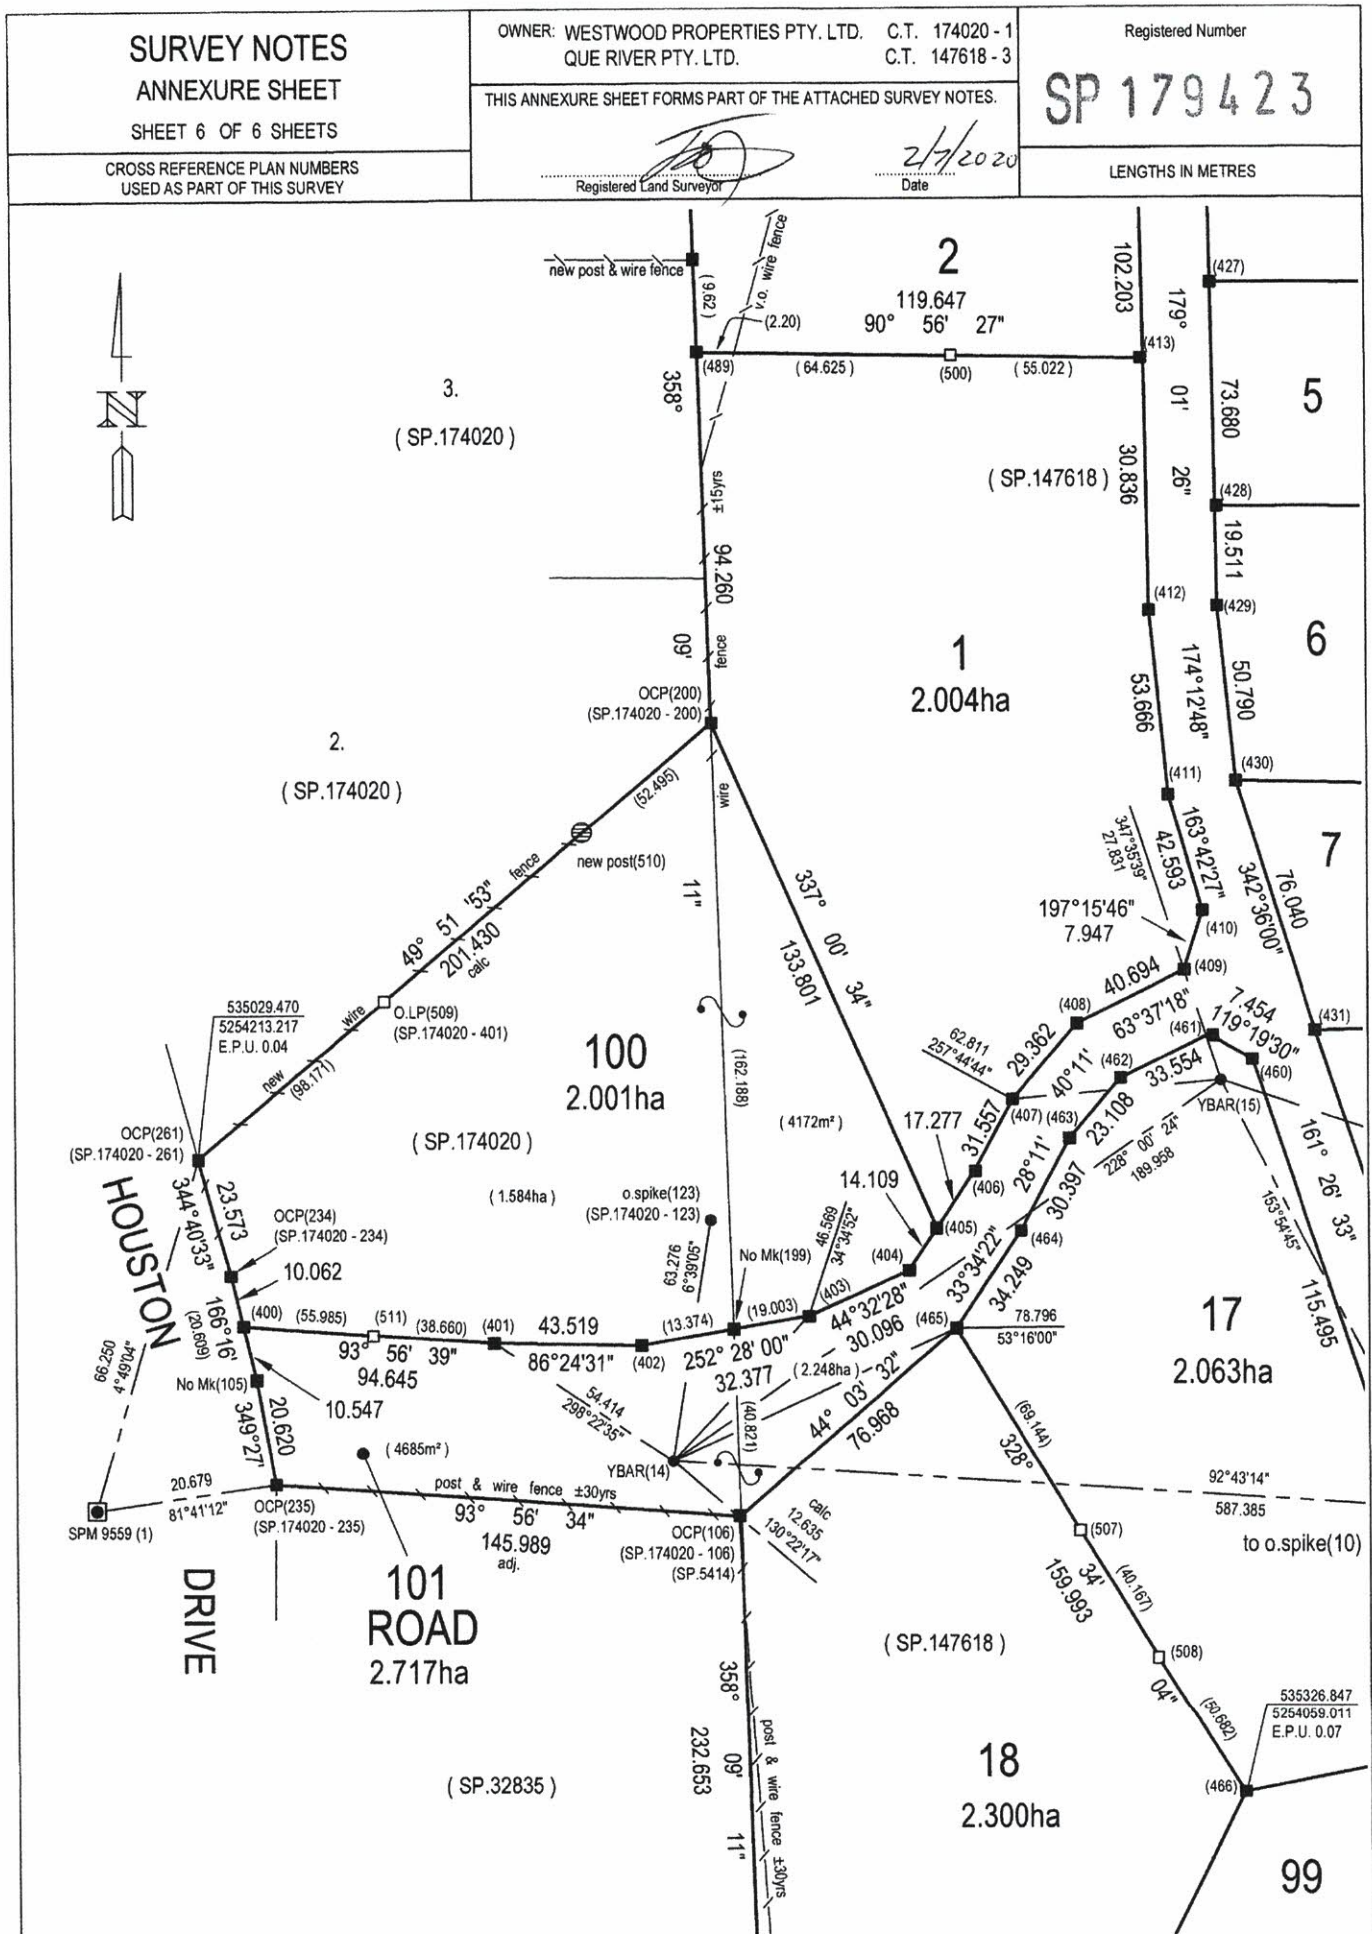 SURVEY NOTES
ANNEXURE SHEET
SHEET 6 OF 6 SHEETS
CROSS REFERENCE PLAN NUMBERS
USED AS PART OF THIS SURVEY
OWNER: WESTWOOD PROPERTIES PTY. LTD. C.T. 174020 - 1
QUE RIVER PTY. LTD. C.T. 147618 - 3
THIS ANNEXURE SHEET FORMS PART OF THE ATTACHED SURVEY NOTES.
Registered Land Surveyor
2/7/2020
Date
Registered Number
SP 179423
LENGTHS IN METRES
N
new post & wire fence
(9.62)
v.o. wire fence
2
119.647
90° 56' 27"
(2.20)
(489)
(64.625)
(500)
(55.022)
102.203
(413)
179° 01' 26"
(427)
73.680
5
3.
(SP.174020)
358° 09' 11"
±15yrs
94.260
fence
(SP.147618)
30.836
(428)
19.511
(412)
(429)
6
1
2.004ha
53.666
174°12'48"
50.790
OCP(200)
(SP.174020 - 200)
2.
(SP.174020)
(52.495)
wire
(411)
(430)
347°35'39"
27.831
42.593
163°42'27"
7
new post(510)
fence
49° 51 '53"
201.430
calc
337° 00' 34"
133.801
197°15'46"
7.947
(410)
76.040
342°36'00"
(409)
40.694
63°37'18"
(408)
535029.470
5254213.217
E.P.U. 0.04
wire
O.LP(509)
(SP.174020 - 401)
new
(98.171)
100
2.001ha
(SP.174020)
(162.188)
62.811
257°44'44"
29.362
40°11'
(461)
7.454
119°19'30"
(431)
(462)
33.554
(460)
YBAR(15)
(407)
(463)
23.108
17.277
31.557
(4172m²)
OCP(261)
(SP.174020 - 261)
(406)
28°11'
30.397
228° 00' 24"
189.958
161° 26' 33"
14.109
HOUSTON
23.573
344°40'33"
(1.584ha)
o.spike(123)
(SP.174020 - 123)
OCP(234)
(SP.174020 - 234)
46.569
34°34'52"
(405)
(464)
153°54'45"
63.276
6°39'05"
No Mk(199)
(404)
33°34'22"
34.249
10.062
(400)
(55.985)
(511)
(38.660)
(401)
43.519
(13.374)
(19.003)
(403)
44°32'28"
30.096
(465)
78.796
53°16'00"
115.495
17
2.063ha
166°16'
(20.609)
93° 56' 39"
94.645
86°24'31"
(402)
252° 28' 00"
32.377
(2.248ha)
66.250
4°49'04"
No Mk(105)
10.547
54.414
298°22'35"
(40.821)
44° 03' 32"
76.968
(69.144)
328° 34' 04"
20.620
349°27'
(4685m²)
YBAR(14)
92°43'14"
587.385
to o.spike(10)
20.679
81°41'12"
SPM 9559 (1)
post & wire fence ±30yrs
93° 56' 34"
145.989
adj.
OCP(235)
(SP.174020 - 235)
OCP(106)
(SP.174020 - 106)
(SP.5414)
calc
12.635
130°22'17"
(507)
(40.167)
159.993
DRIVE
101
ROAD
2.717ha
(SP.147618)
(508)
(50.682)
358° 09' 11"
232.653
post & wire fence ±30yrs
535326.847
5254059.011
E.P.U. 0.07
(SP.32835)
18
2.300ha
(466)
99